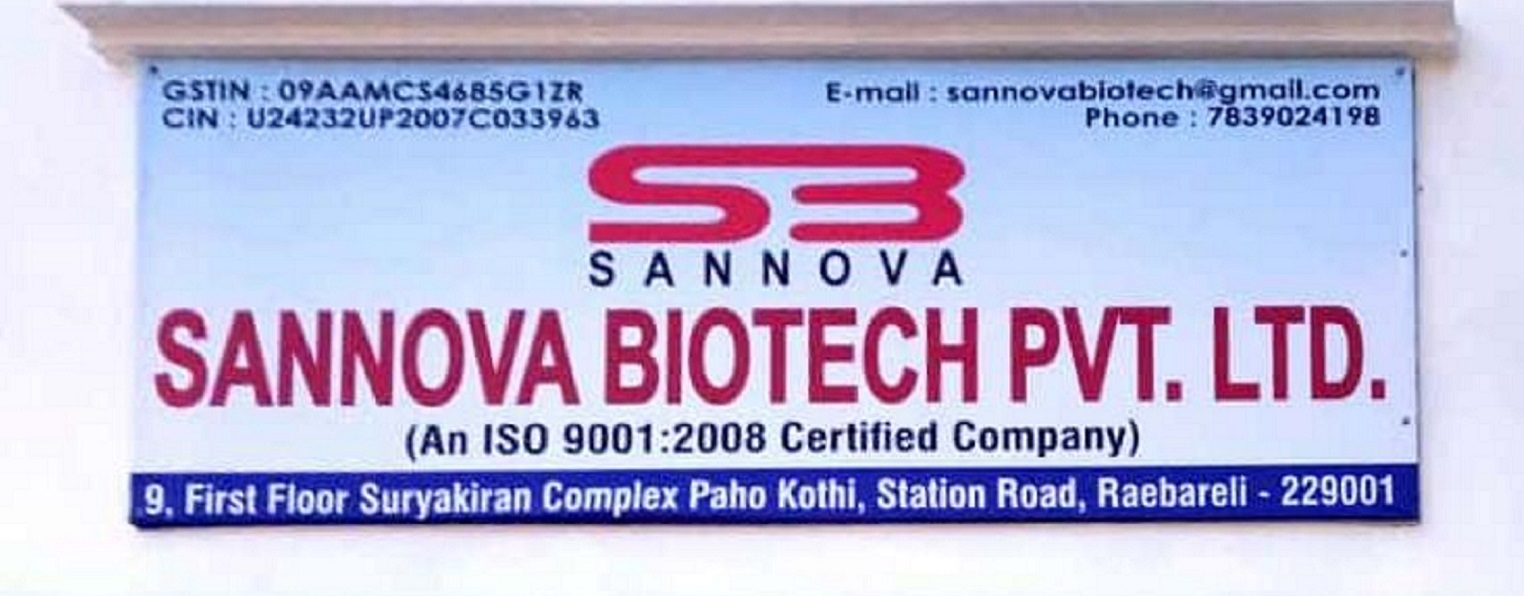 GSTIN : 09AAMCS4685G1ZR
CIN : U24232UP2007C033963
E-mail : sannovabiotech@gmail.com
Phone : 7839024198
SB
SANNOVA
SANNOVA BIOTECH PVT. LTD.
(An ISO 9001:2008 Certified Company)
9, First Floor Suryakiran Complex Paho Kothi, Station Road, Raebareli - 229001